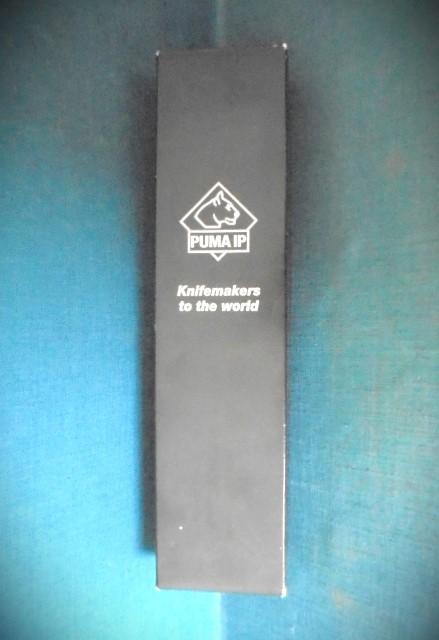 PUMA IP
Knifemakers
to the world